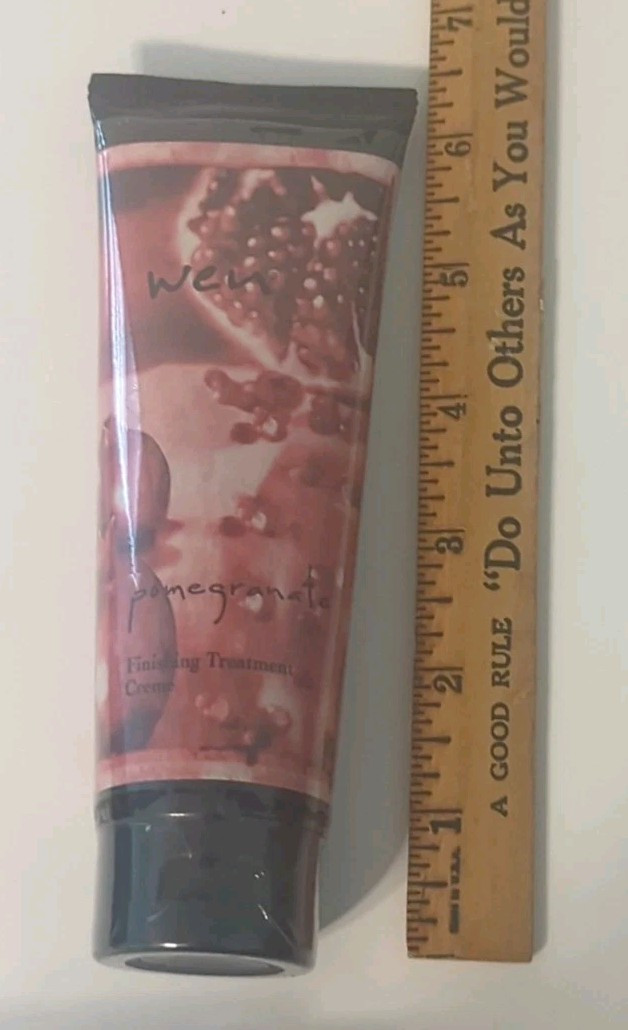 wen
pomegranate
Finishing Treatment
Creme
A GOOD RULE "Do Unto Others As You Would
7
6
5
4
3
2
1